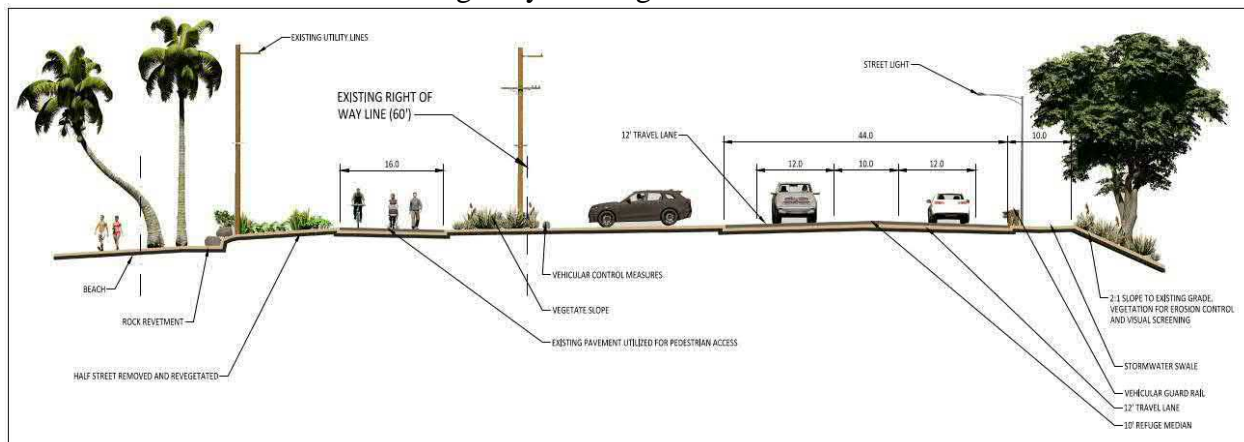 EXISTING UTILITY LINES
STREET LIGHT
EXISTING RIGHT OF
WAY LINE (60')
12' TRAVEL LANE
44.0
10.0
16.0
12.0
10.0
12.0
BEACH
VEHICULAR CONTROL MEASURES
ROCK REVETMENT
VEGETATE SLOPE
2:1 SLOPE TO EXISTING GRADE,
VEGETATION FOR EROSION CONTROL
AND VISUAL SCREENING
EXISTING PAVEMENT UTILIZED FOR PEDESTRIAN ACCESS
STORMWATER SWALE
HALF STREET REMOVED AND REVEGETATED
VEHICULAR GUARD RAIL
12' TRAVEL LANE
10' REFUGE MEDIAN